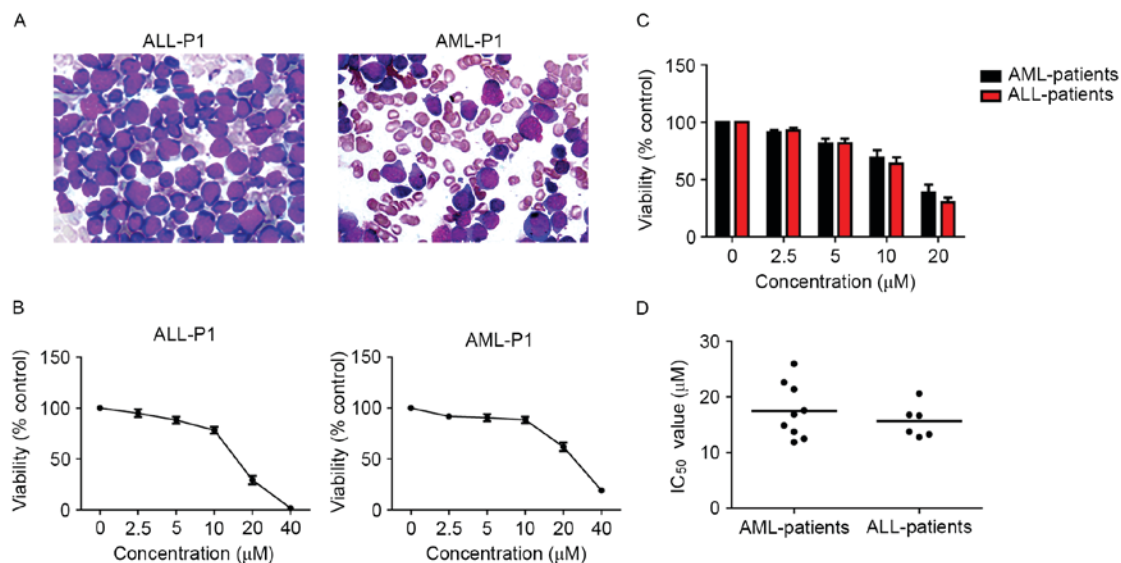 A
ALL-P1
AML-P1
B
ALL-P1
Viability (% control)
150
100
50
0
0 2.5 5 10 20 40
Concentration (μM)
AML-P1
Viability (% control)
150
100
50
0
0 2.5 5 10 20 40
Concentration (μM)
C
Viability (% control)
150
100
50
0
0 2.5 5 10 20
Concentration (μM)
AML-patients
ALL-patients
D
IC50 value (μM)
30
20
10
0
AML-patients ALL-patients